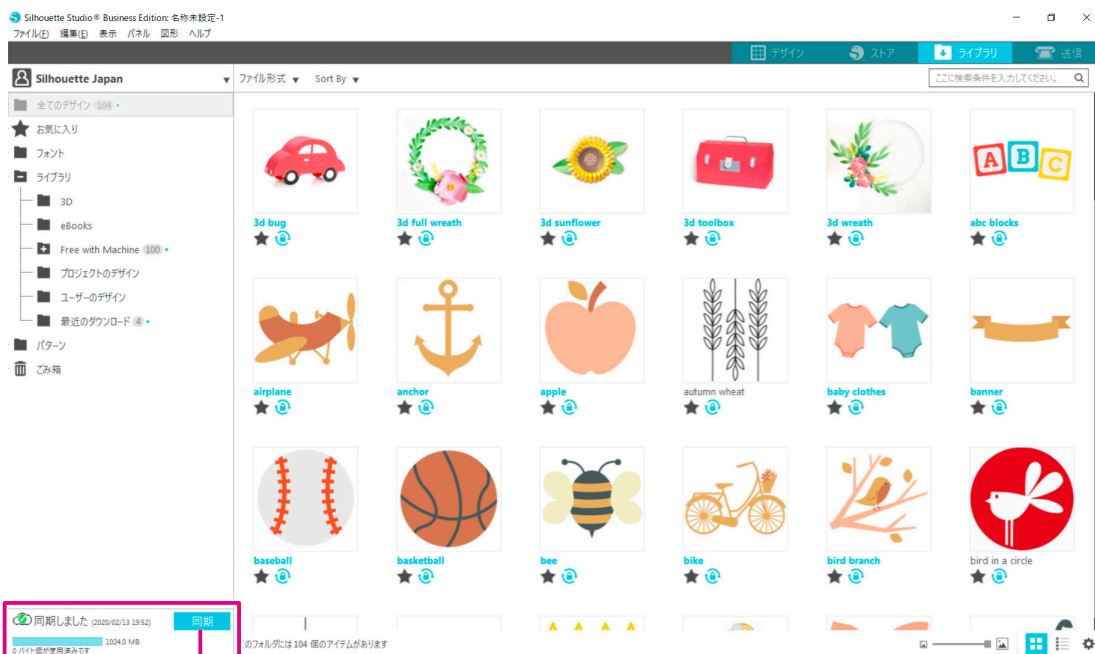 Silhouette Studio® Business Edition: 名称未設定-1
ファイル(F) 編集(E) 表示 パネル 図形 ヘルプ
デザイン ストア ライブラリ 送信
Silhouette Japan ▼ ファイル形式 ▼ Sort By ▼ ここに検索条件を入力してください。
全てのデザイン 104
お気に入り
フォント
ライブラリ
3D
eBooks
Free with Machine 100
プロジェクトのデザイン
ユーザーのデザイン
最近のダウンロード 4
パターン
ごみ箱
A B C
3d bug 3d full wreath 3d sunflower 3d toolbox 3d wreath abc blocks
airplane anchor apple autumn wheat baby clothes banner
baseball basketball bee bike bird branch bird in a circle
同期しました (2020/02/13 19:52) 同期
1024.0 MB
0 バイト個が使用済みです
のフォルダには 104 個のアイテムがあります